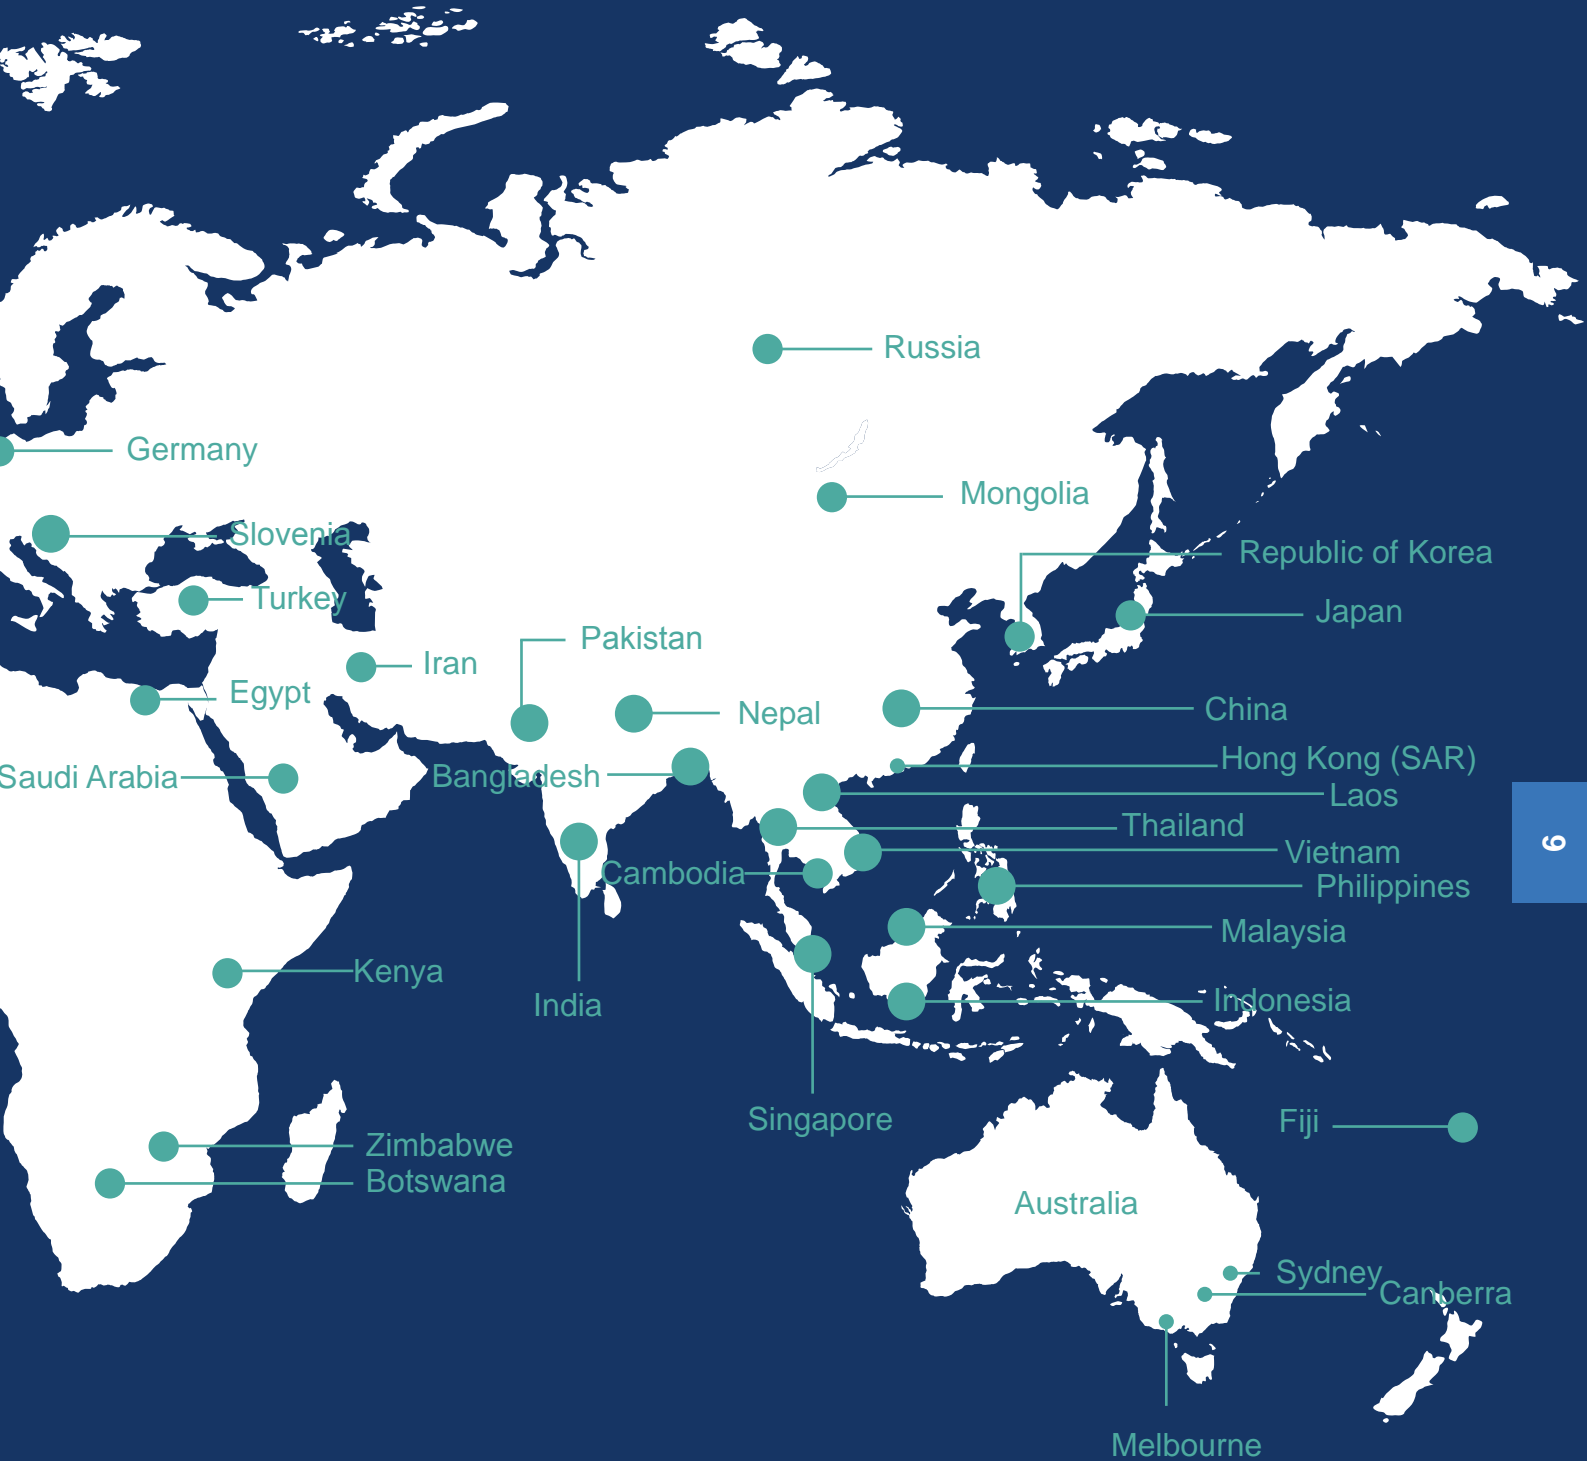 Russia
Germany
Mongolia
Slovenia
Republic of Korea
Turkey
Japan
Pakistan
Iran
Egypt
Nepal
China
Hong Kong (SAR)
Saudi Arabia
Bangladesh
Laos
Thailand
Vietnam
Cambodia
Philippines
Malaysia
Kenya
India
Indonesia
Singapore
Fiji
Zimbabwe
Botswana
Australia
Sydney
Canberra
Melbourne
9